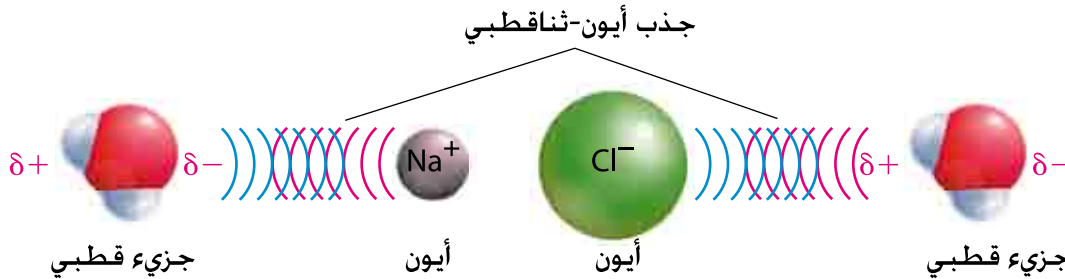 جذب أيون-ثناقطبي
δ+ δ− Na⁺ Cl⁻ δ+ δ−
جزيء قطبي أيون أيون جزيء قطبي